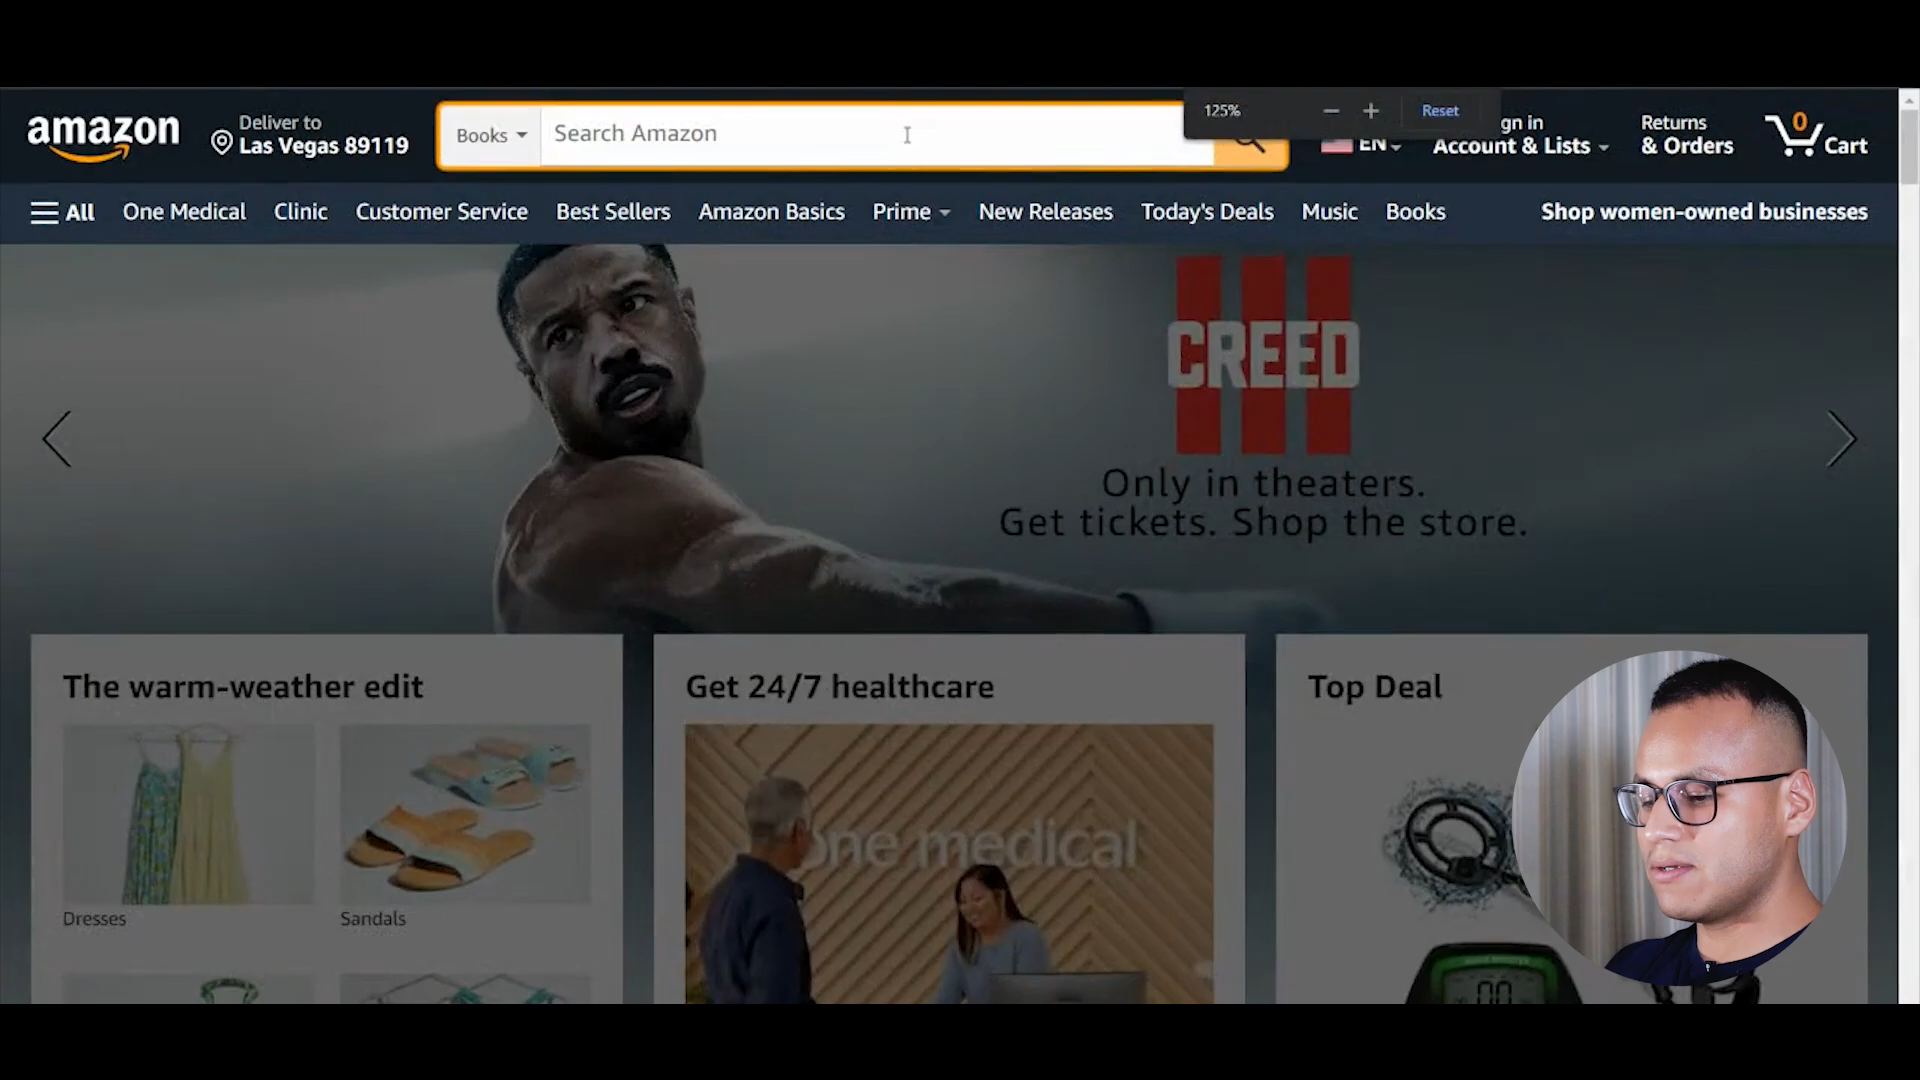 amazon
Deliver to
Las Vegas 89119
Books
Search Amazon
125%
Reset
EN
gn in
Account & Lists
Returns
& Orders
0
Cart
All
One Medical
Clinic
Customer Service
Best Sellers
Amazon Basics
Prime
New Releases
Today's Deals
Music
Books
Shop women-owned businesses
CREED
III
Only in theaters.
Get tickets. Shop the store.
The warm-weather edit
Dresses
Sandals
Get 24/7 healthcare
one medical
Top Deal
00